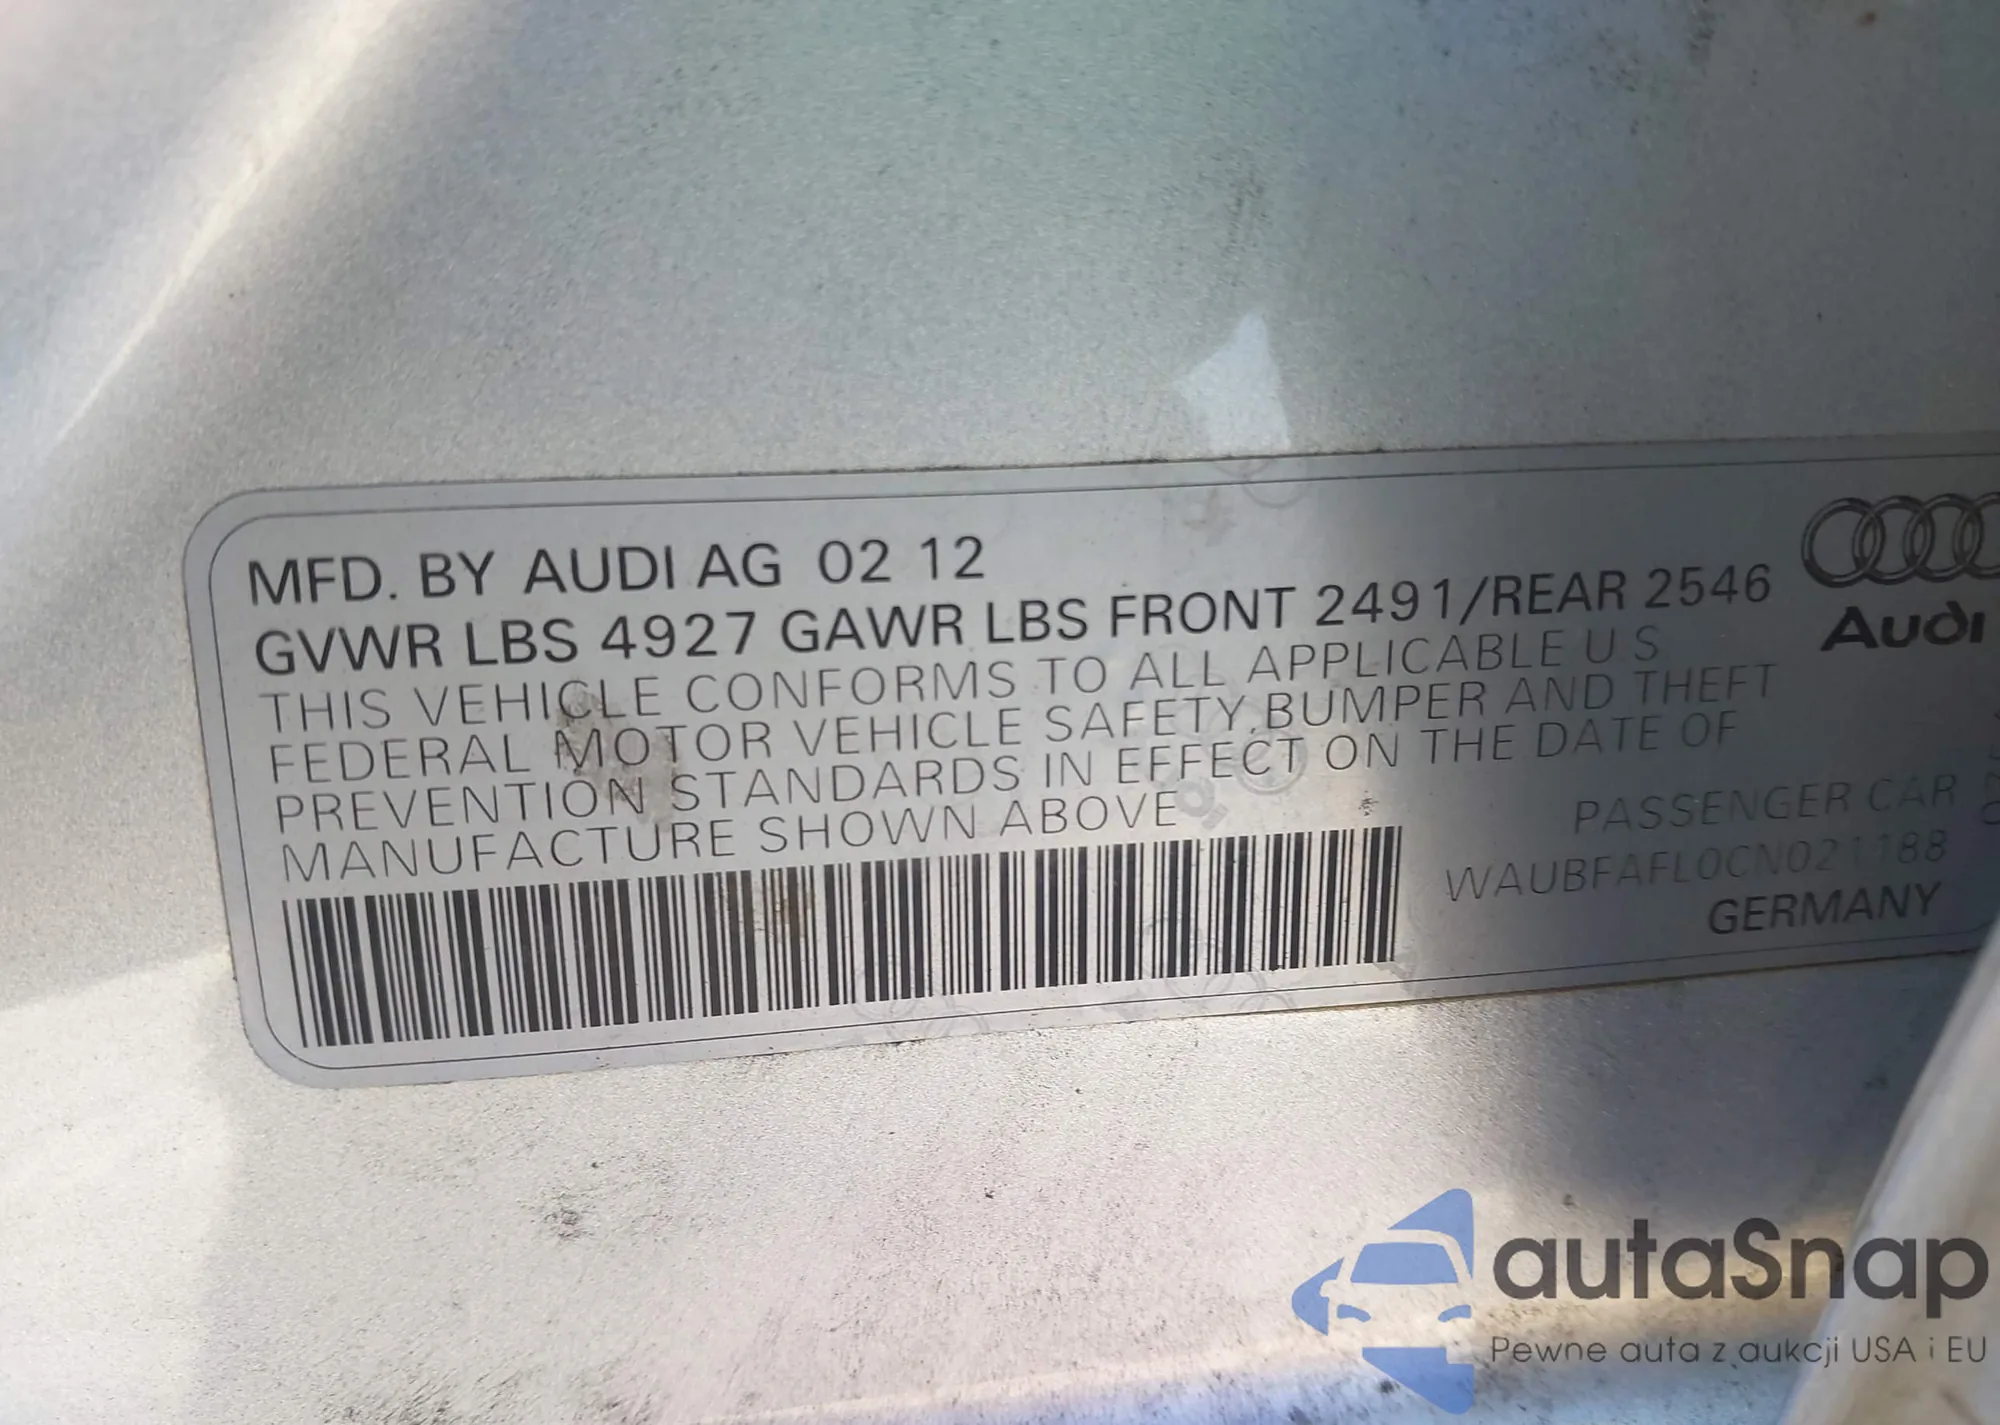 MFD. BY AUDI AG 02 12
GVWR LBS 4927 GAWR LBS FRONT 2491/REAR 2546
THIS VEHICLE CONFORMS TO ALL APPLICABLE U S
FEDERAL MOTOR VEHICLE SAFETY, BUMPER AND THEFT
PREVENTION STANDARDS IN EFFECT ON THE DATE OF
MANUFACTURE SHOWN ABOVE
Audi
PASSENGER CAR
WAUBFAFL0CN021188
GERMANY
autaSnap
Pewne auta z aukcji USA i EU